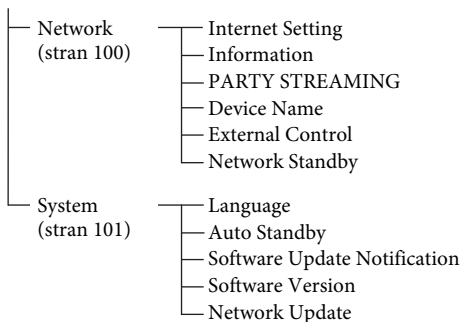 Network
(stran 100)
Internet Setting
Information
PARTY STREAMING
Device Name
External Control
Network Standby
System
(stran 101)
Language
Auto Standby
Software Update Notification
Software Version
Network Update